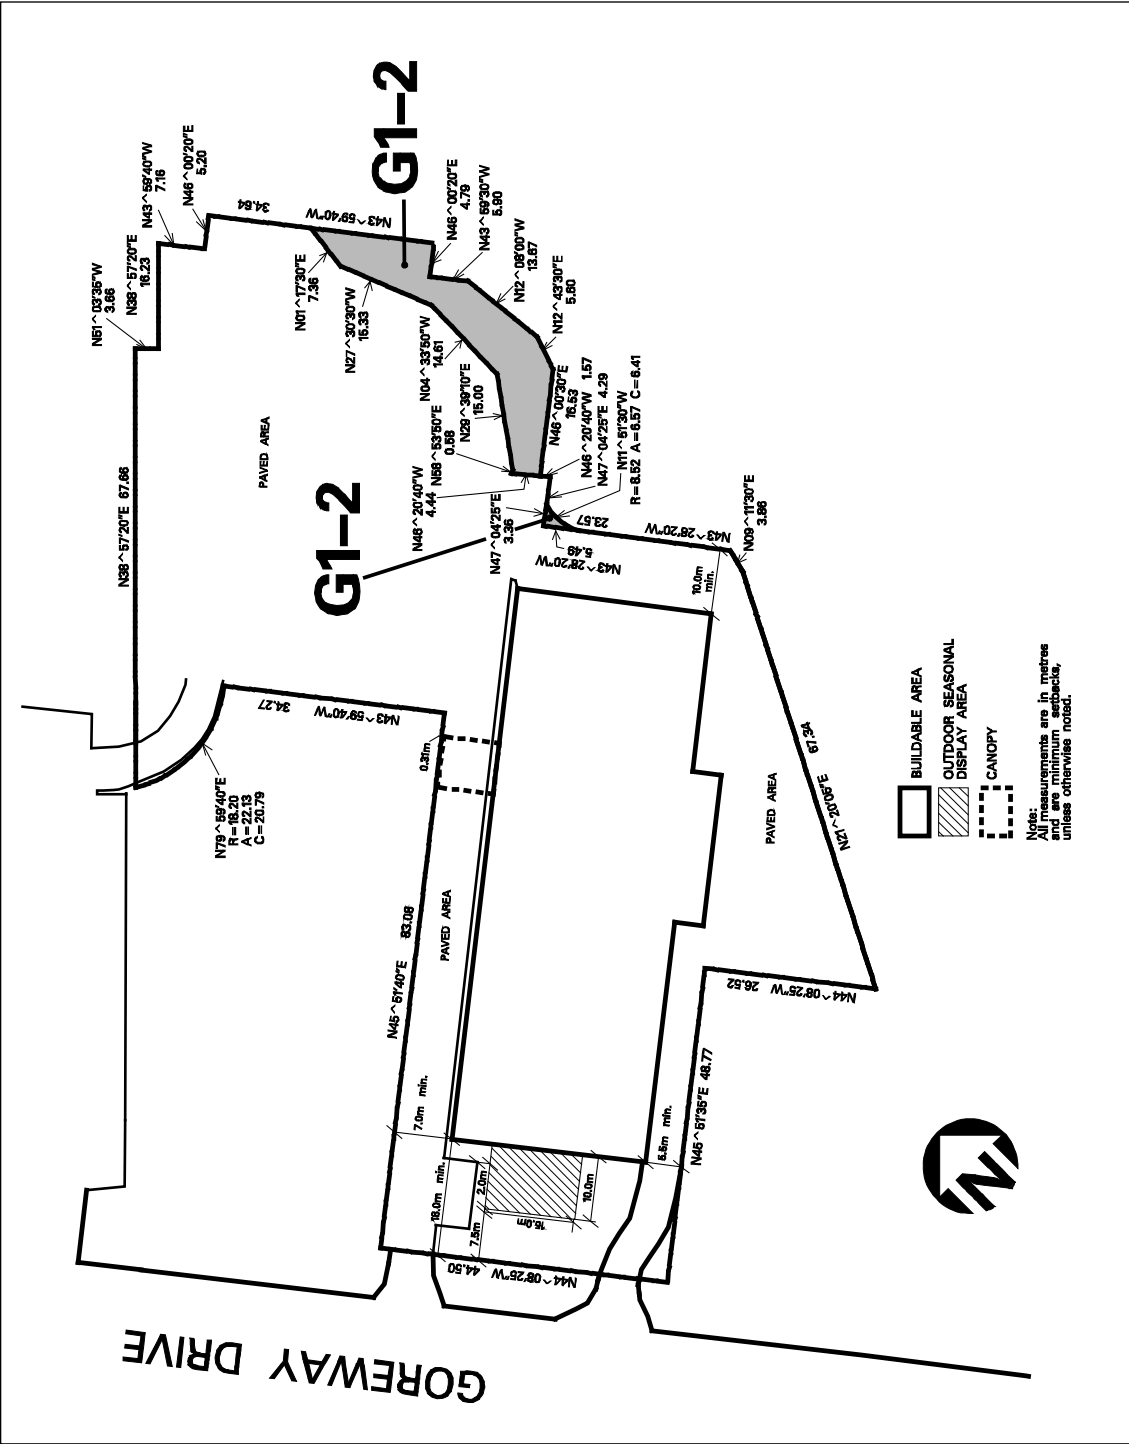 N51^03'35"W
3.66
N38^57'20"E
16.23
N43^59'40"W
7.16
N46^00'20"E
5.20
34.64
N43^59'40"W
G1-2
N38^57'20"E 67.66
PAVED AREA
N01^17'30"E
7.36
N27^30'30"W
15.33
N04^33'50"W
14.61
N29^39'10"E
15.00
N58^53'50"E
0.58
N46^20'40"W
4.44
N47^04'25"E
3.36
N46^00'20"E
4.79
N43^59'30"W
5.90
N12^08'00"W
13.67
N12^43'30"E
5.60
N46^00'30"E
16.53
N46^20'40"W 1.57
N47^04'25"E 4.29
N11^51'30"W
R=8.52 A=6.57 C=6.41
G1-2
N43^28'20"W
5.49
N43^28'20"W
23.57
N09^11'30"E
3.86
10.0m
min.
N79^59'40"E
R=18.20
A=22.13
C=20.79
N43^59'40"W
34.27
0.31m
N45^51'40"E 83.08
PAVED AREA
PAVED AREA
N21^20'05"E 67.34
N44^08'25"W 26.52
N45^51'35"E 48.77
7.0m min.
5.5m min.
18.0m min.
2.0m
7.5m
15.0m
10.0m
N44^08'25"W 44.50
GOREWAY DRIVE
BUILDABLE AREA
OUTDOOR SEASONAL
DISPLAY AREA
CANOPY
Note:
All measurements are in metres
and are minimum setbacks,
unless otherwise noted.
N